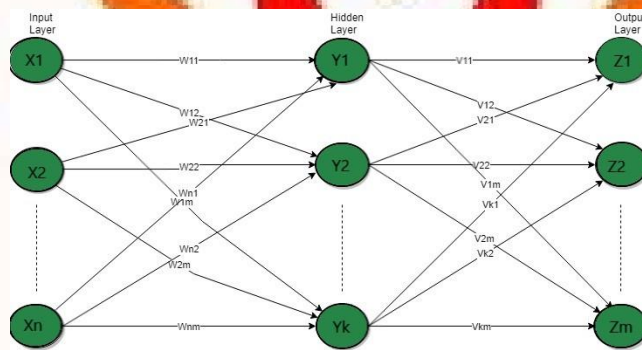 Input
Layer
Hidden
Layer
Output
Layer
X1
W11
Y1
V11
Z1
W12
W21
V12
V21
X2
W22
Y2
V22
Z2
Wn1
W1m
V1m
Vk1
Wn2
W2m
V2m
Vk2
Xn
Wnm
Yk
Vkm
Zm